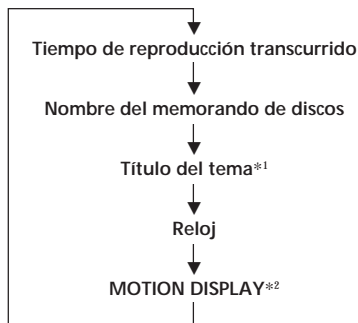 Tiempo de reproducción transcurrido
Nombre del memorando de discos
Título del tema*1
Reloj
MOTION DISPLAY*2